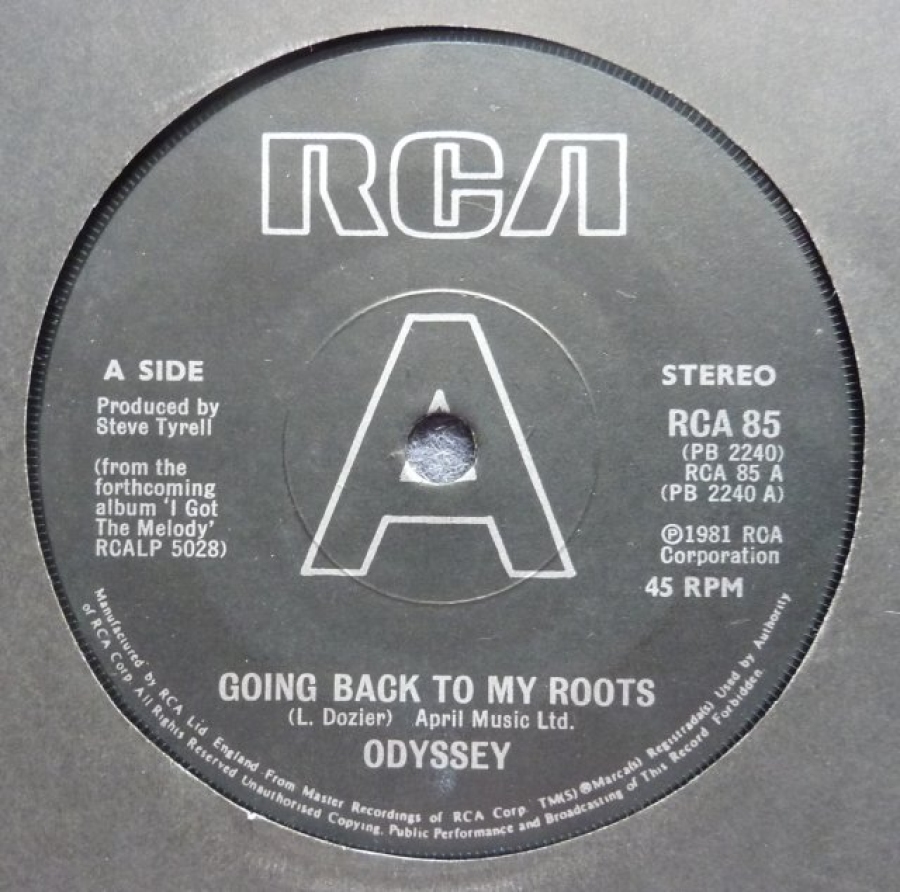 RCA
A
A SIDE
Produced by
Steve Tyrell
(from the
forthcoming
album 'I Got
The Melody'
RCALP 5028)
STEREO
RCA 85
(PB 2240)
RCA 85 A
(PB 2240 A)
℗1981 RCA
Corporation
45 RPM
GOING BACK TO MY ROOTS
(L. Dozier) April Music Ltd.
ODYSSEY
Manufactured by RCA Ltd England From Master Recordings of RCA Corp. TM(S)®Marca(s) Registrada(s) Used by Authority
of RCA Corp. All Rights Reserved Unauthorised Copying, Public Performance and Broadcasting of This Record Forbidden